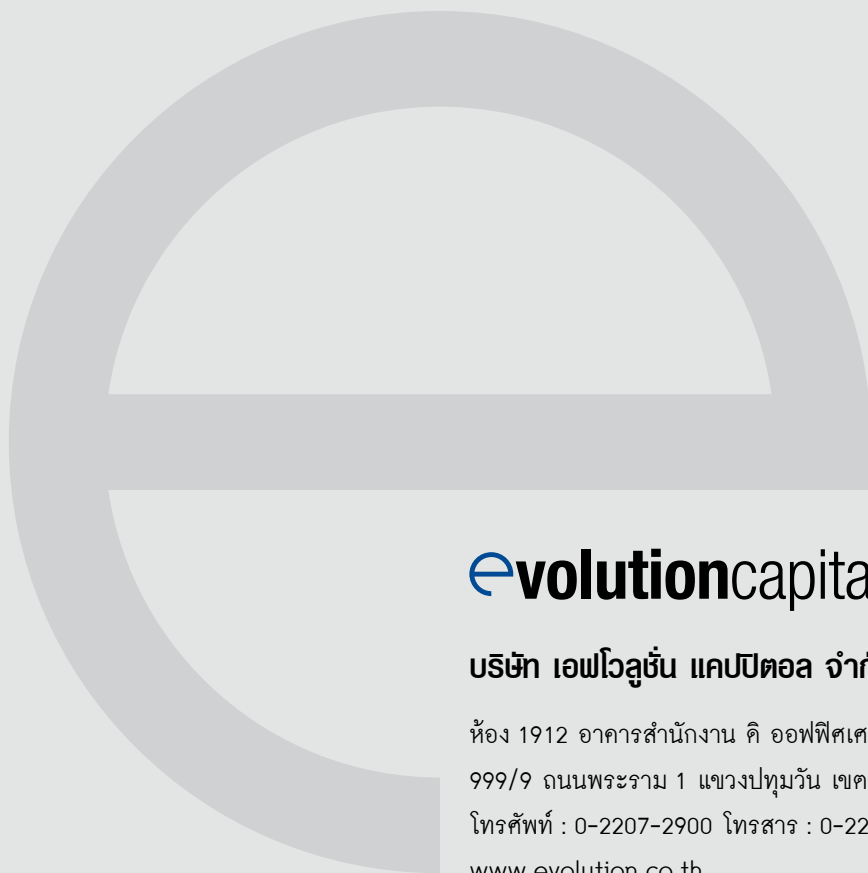 evolutioncapita
บริษัท เอฟโวลูชั่น แคปปิตอล
ห้อง 1912 อาคารสำนักงาน ดิ ออฟฟิศเศ
999/9 ถนนพระราม 1 แขวงปทุมวัน เขต
โทรศัพท์ : 0-2207-2900 โทรสาร : 0-22
www.evolution.co.th